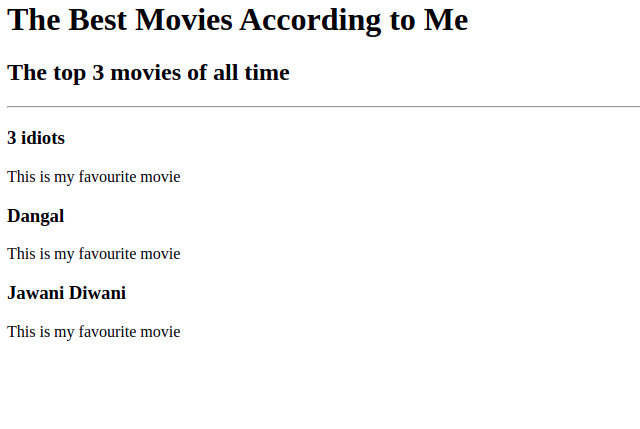 The Best Movies According to Me
The top 3 movies of all time
3 idiots
This is my favourite movie
Dangal
This is my favourite movie
Jawani Diwani
This is my favourite movie